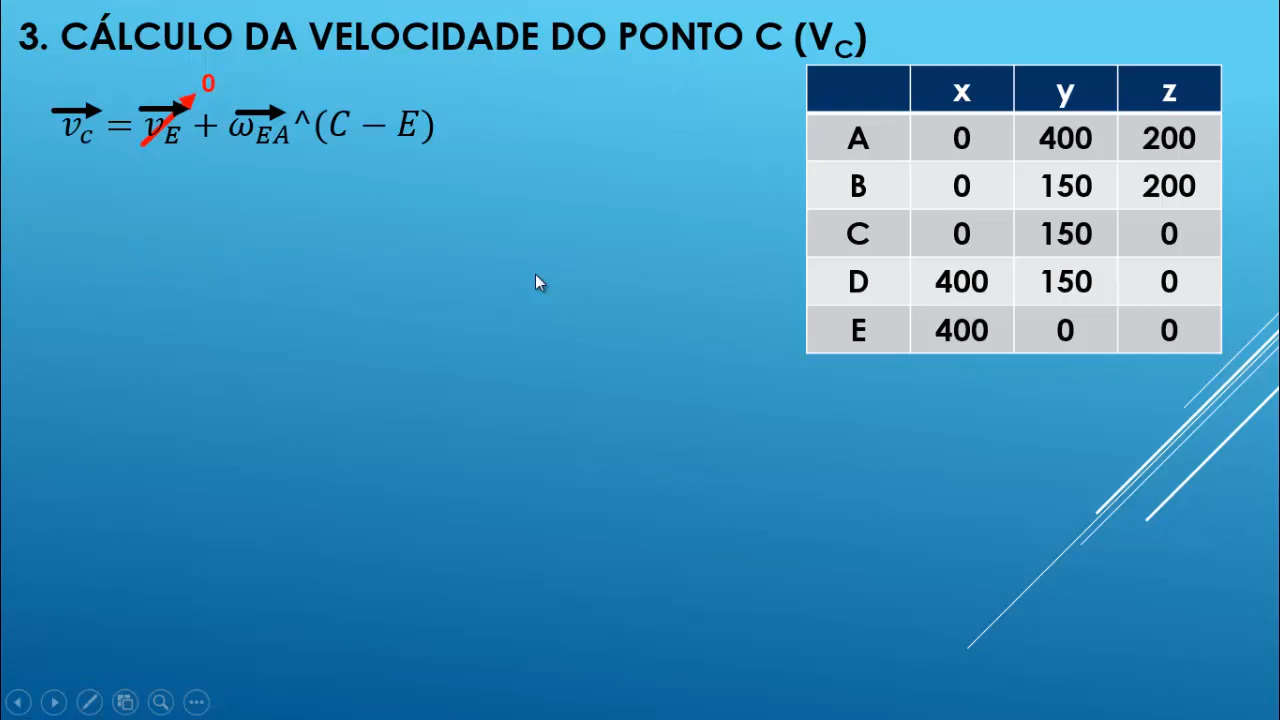 3. CÁLCULO DA VELOCIDADE DO PONTO C (VC)
0
vc = vE + ωEA^(C − E)
x y z
A 0 400 200
B 0 150 200
C 0 150 0
D 400 150 0
E 400 0 0